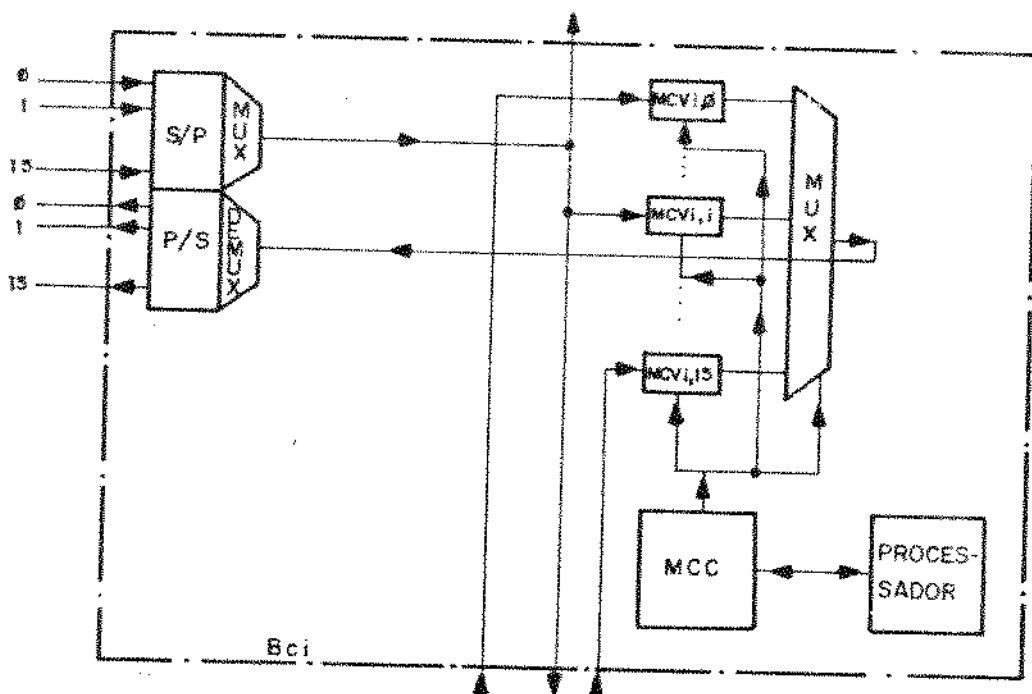 0
1
15
0
1
15
S/P
MUX
P/S
DEMUX
MCVi,0
MCVi,i
MCVi,15
MUX
MCC
PROCES-
SADOR
Bci